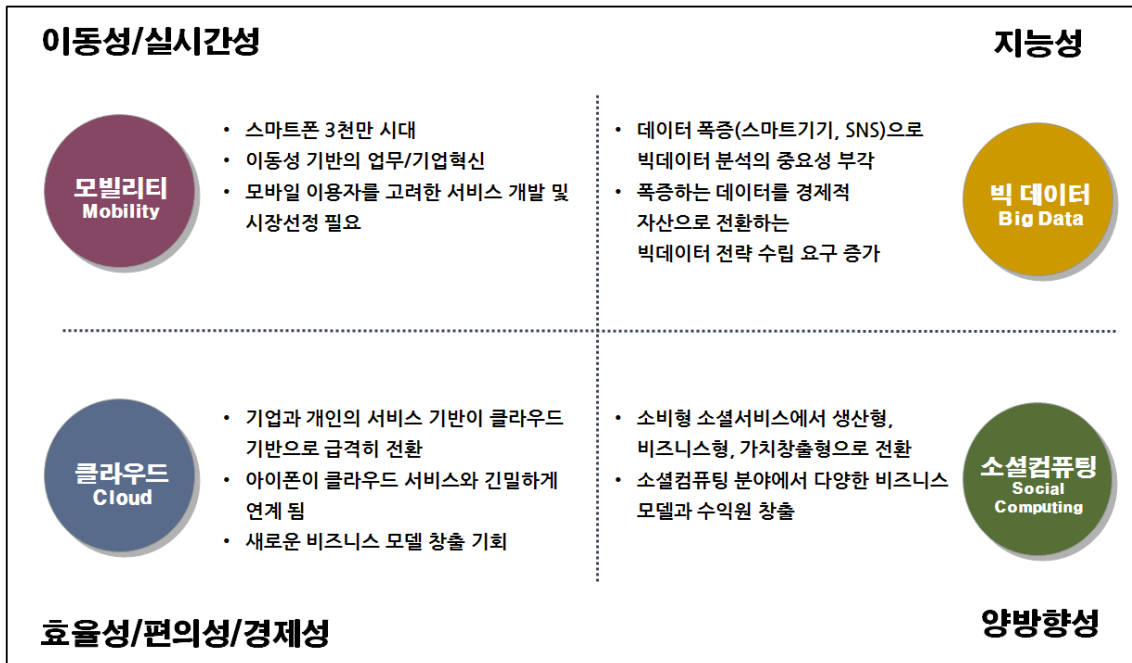 이동성/실시간성
지능성
모빌리티
Mobility
• 스마트폰 3천만 시대
• 이동성 기반의 업무/기업혁신
• 모바일 이용자를 고려한 서비스 개발 및
시장선정 필요
• 데이터 폭증(스마트기기, SNS)으로
빅데이터 분석의 중요성 부각
• 폭증하는 데이터를 경제적
자산으로 전환하는
빅데이터 전략 수립 요구 증가
빅 데이터
Big Data
클라우드
Cloud
• 기업과 개인의 서비스 기반이 클라우드
기반으로 급격히 전환
• 아이폰이 클라우드 서비스와 긴밀하게
연계 됨
• 새로운 비즈니스 모델 창출 기회
• 소비형 소셜서비스에서 생산형,
비즈니스형, 가치창출형으로 전환
• 소셜컴퓨팅 분야에서 다양한 비즈니스
모델과 수익원 창출
소셜컴퓨팅
Social
Computing
효율성/편의성/경제성
양방향성